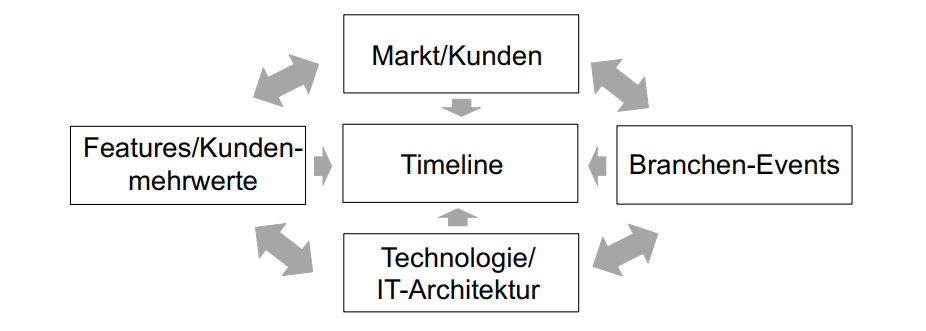 Markt/Kunden
Features/Kunden-
mehrwerte
Timeline
Branchen-Events
Technologie/
IT-Architektur